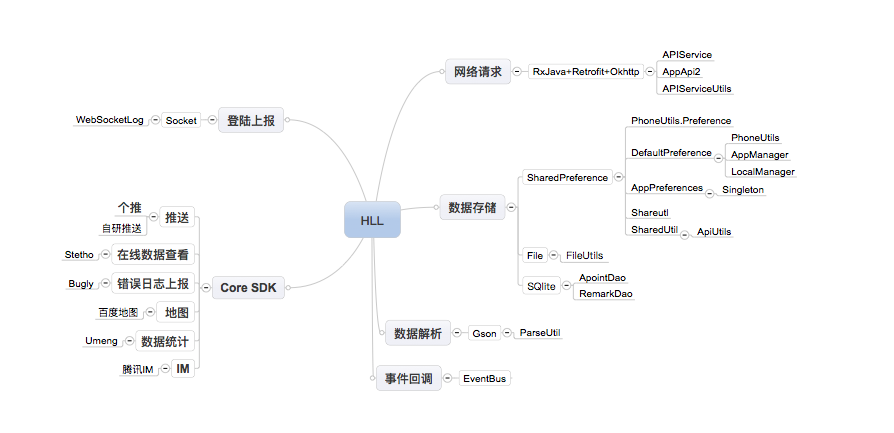 HLL
网络请求
RxJava+Retrofit+Okhttp
APIService
AppApi2
APIServiceUtils
数据存储
SharedPreference
PhoneUtils.Preference
DefaultPreference
PhoneUtils
AppManager
LocalManager
AppPreferences
Singleton
Shareutl
SharedUtil
ApiUtils
File
FileUtils
SQlite
ApointDao
RemarkDao
数据解析
Gson
ParseUtil
事件回调
EventBus
登陆上报
Socket
WebSocketLog
Core SDK
推送
个推
自研推送
在线数据查看
Stetho
错误日志上报
Bugly
地图
百度地图
数据统计
Umeng
IM
腾讯IM